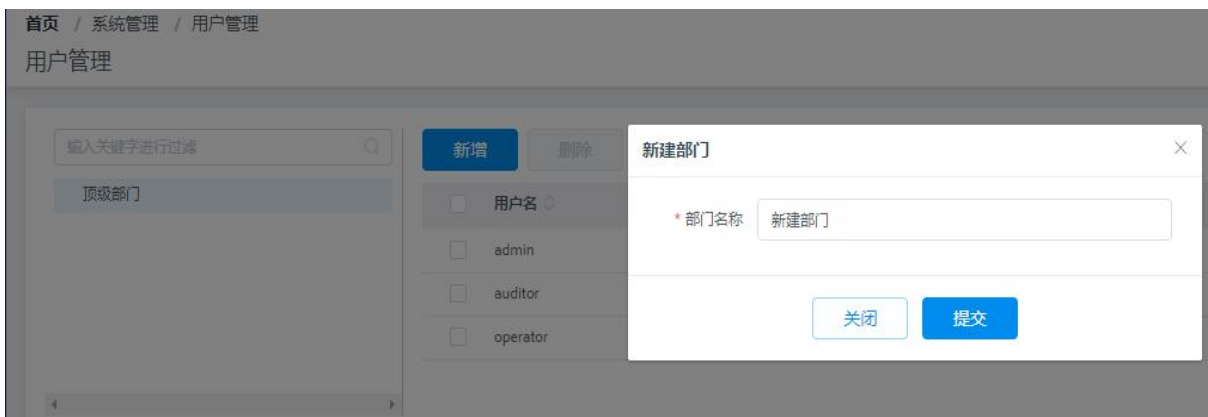 首页 / 系统管理 / 用户管理
用户管理
输入关键字进行过滤
顶级部门
新增
删除
用户名
admin
auditor
operator
新建部门
* 部门名称
新建部门
关闭
提交